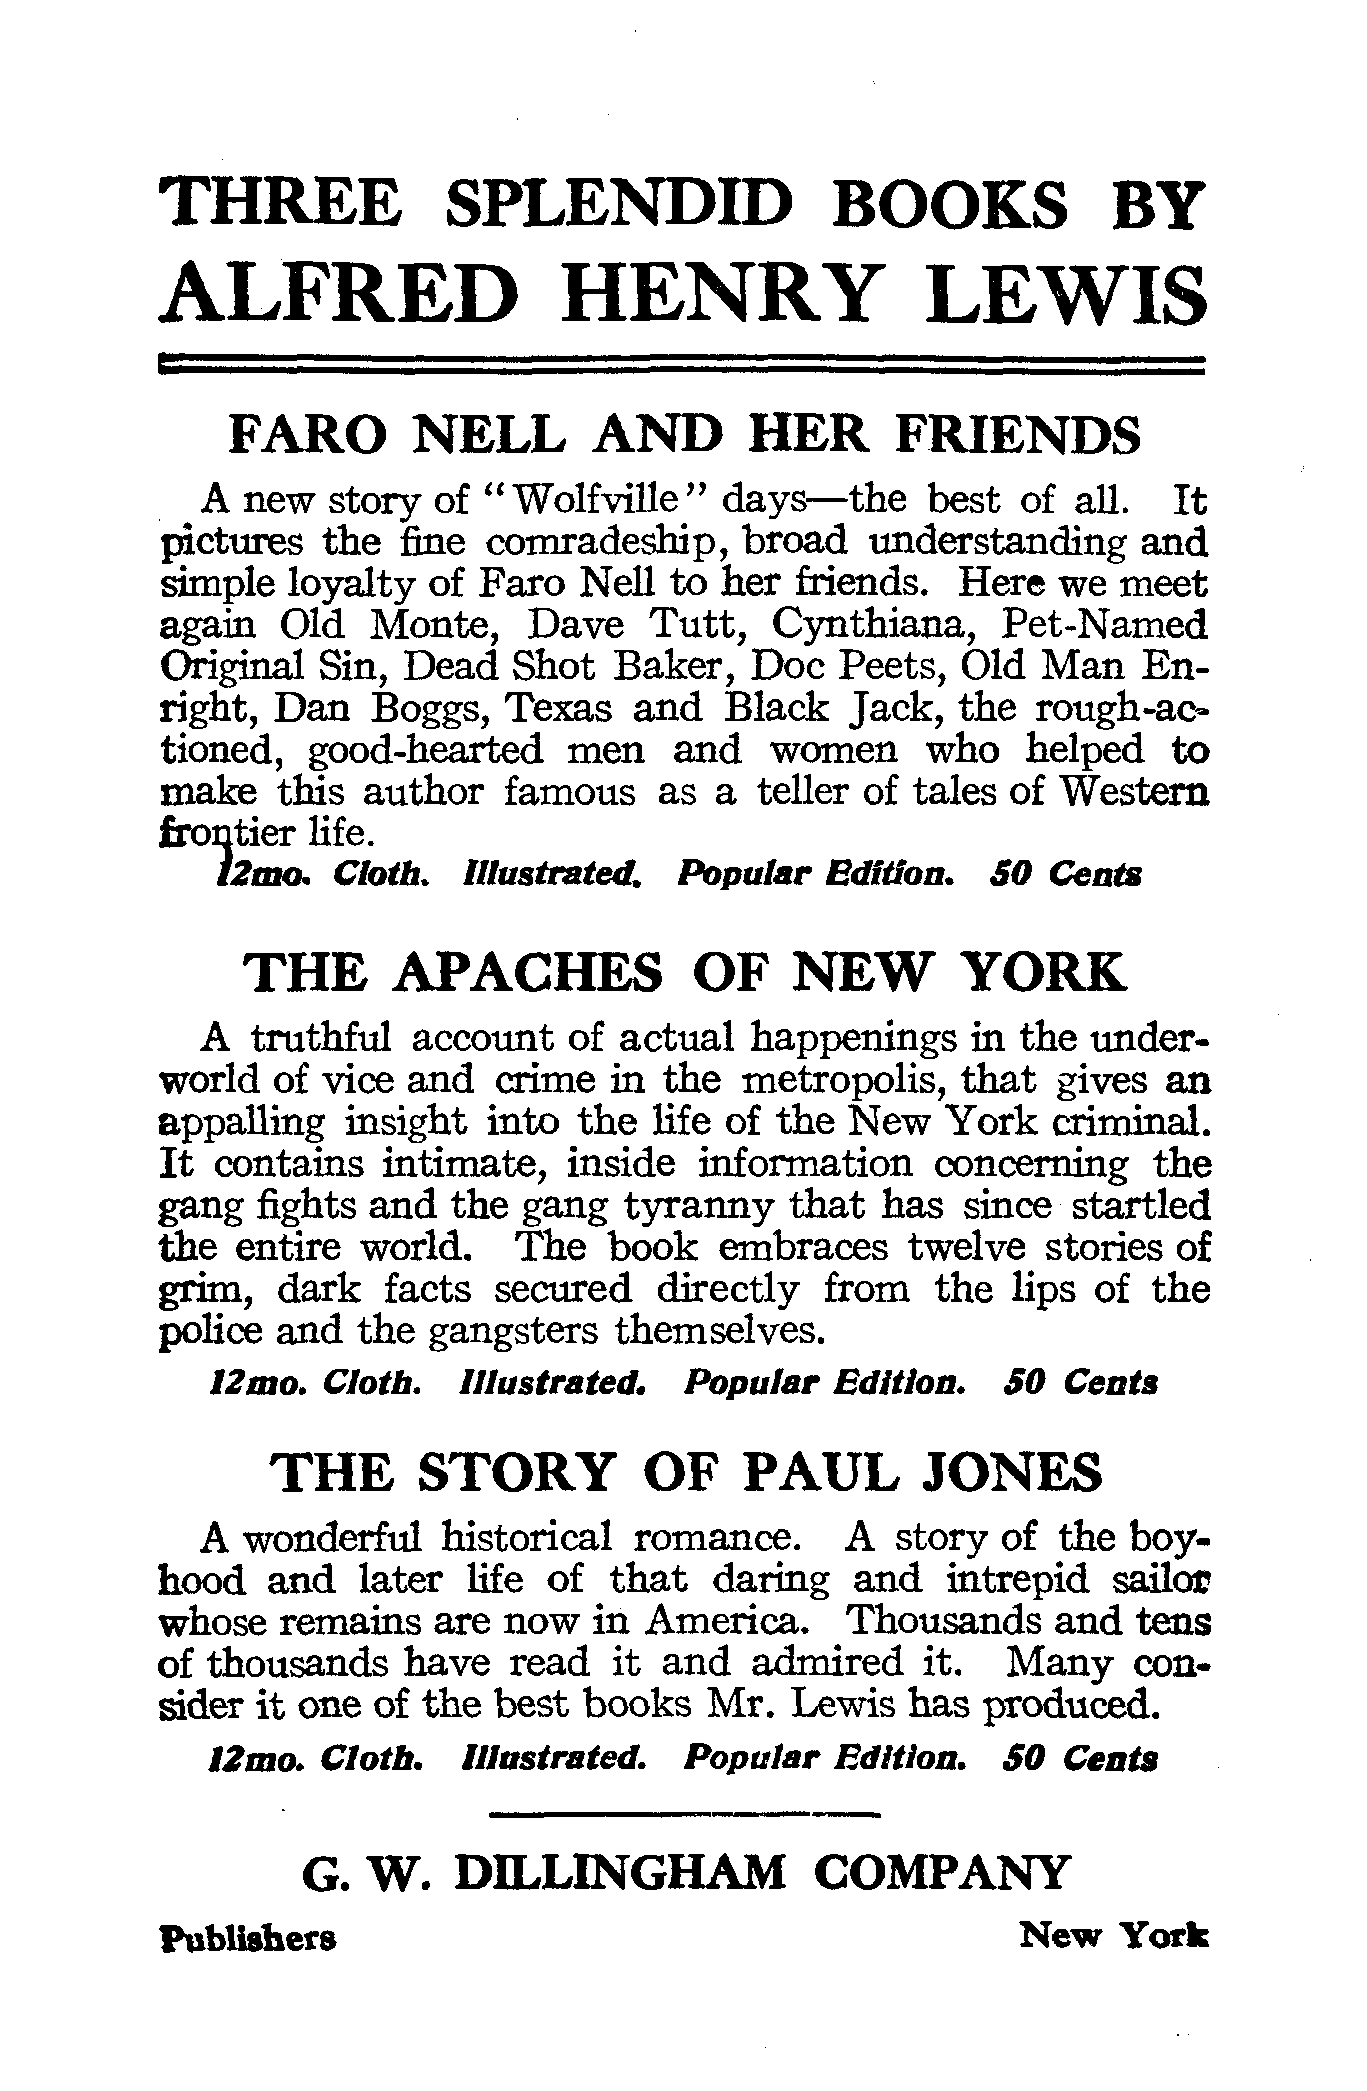 THREE SPLENDID BOOKS BY
ALFRED HENRY LEWIS
FARO NELL AND HER FRIENDS
A new story of “Wolfville” days—the best of all. It
pictures the fine comradeship, broad understanding and
simple loyalty of Faro Nell to her friends. Here we meet
again Old Monte, Dave Tutt, Cynthiana, Pet-Named
Original Sin, Dead Shot Baker, Doc Peets, Old Man En-
right, Dan Boggs, Texas and Black Jack, the rough-ac-
tioned, good-hearted men and women who helped to
make this author famous as a teller of tales of Western
frontier life.
12mo. Cloth. Illustrated. Popular Edition. 50 Cents
THE APACHES OF NEW YORK
A truthful account of actual happenings in the under-
world of vice and crime in the metropolis, that gives an
appalling insight into the life of the New York criminal.
It contains intimate, inside information concerning the
gang fights and the gang tyranny that has since startled
the entire world. The book embraces twelve stories of
grim, dark facts secured directly from the lips of the
police and the gangsters themselves.
12mo. Cloth. Illustrated. Popular Edition. 50 Cents
THE STORY OF PAUL JONES
A wonderful historical romance. A story of the boy-
hood and later life of that daring and intrepid sailor
whose remains are now in America. Thousands and tens
of thousands have read it and admired it. Many con-
sider it one of the best books Mr. Lewis has produced.
12mo. Cloth. Illustrated. Popular Edition. 50 Cents
G. W. DILLINGHAM COMPANY
Publishers New York